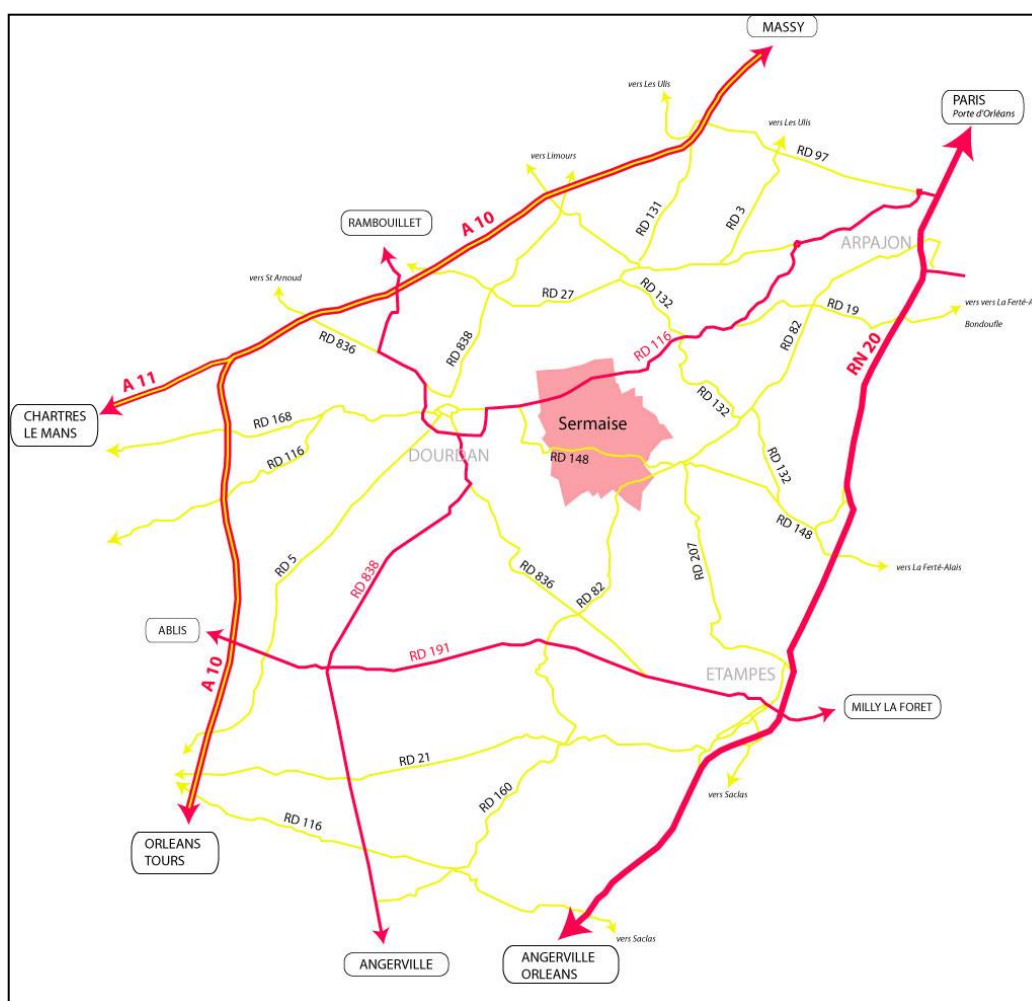 MASSY
vers Les Ulis
PARIS
Porte d'Orléans
vers Les Ulis
RD 97
vers Limours
RD 131
RD 3
A 10
RAMBOUILLET
ARPAJON
vers St Arnoud
RD 27
RD 132
RD 19
vers vers La Ferté-A
Bondoufle
RD 836
RD 838
RD 116
RD 82
RN 20
A 11
CHARTRES
LE MANS
RD 168
RD 116
DOURDAN
Sermaise
RD 148
RD 132
RD 132
RD 148
vers La Ferté-Alais
RD 5
RD 838
RD 836
RD 82
RD 207
ABLIS
RD 191
A 10
ETAMPES
MILLY LA FORET
RD 21
RD 160
vers Saclas
RD 116
ORLEANS
TOURS
vers Saclas
ANGERVILLE
ANGERVILLE
ORLEANS